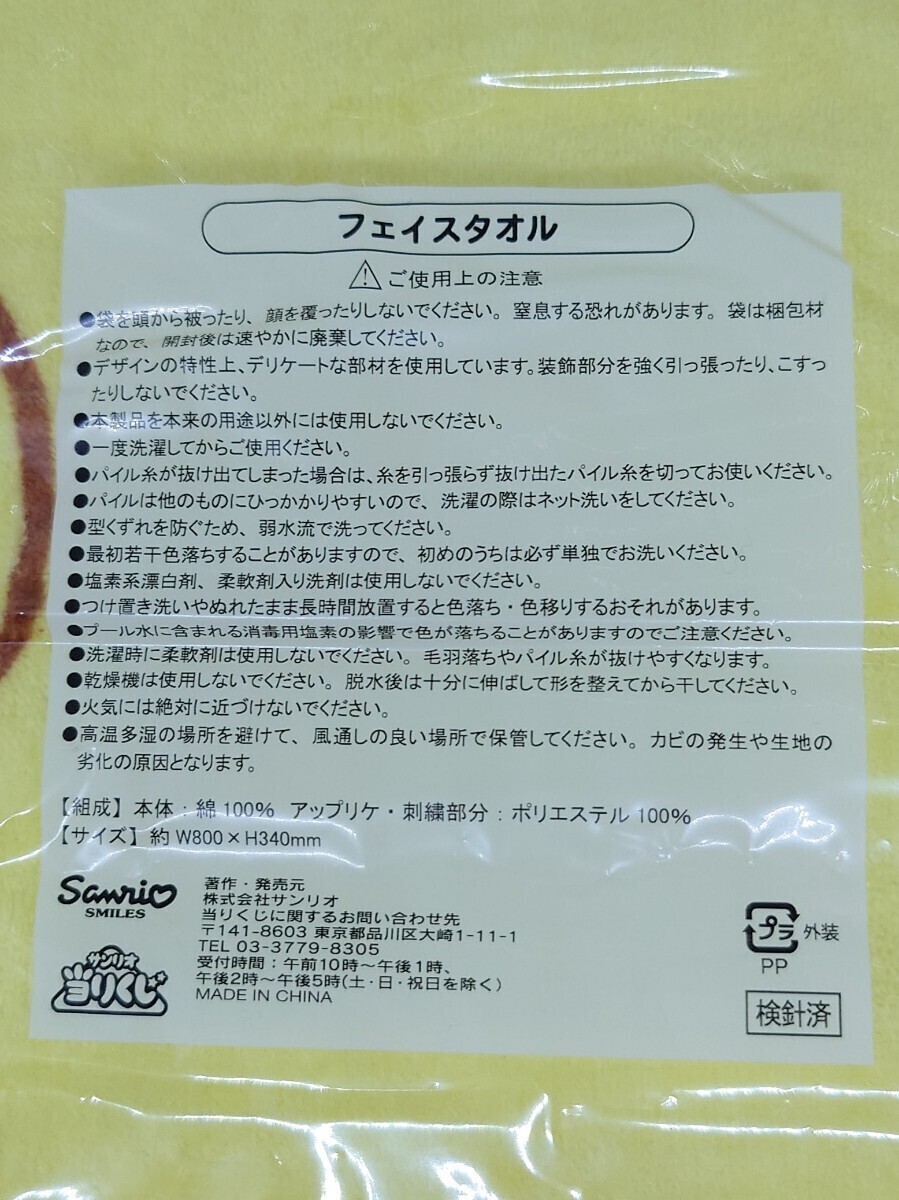 フェイスタオル
ご使用上の注意
●袋を頭から被ったり、顔を覆ったりしないでください。窒息する恐れがあります。袋は梱包材
なので、開封後は速やかに廃棄してください。
●デザインの特性上、デリケートな部材を使用しています。装飾部分を強く引っ張ったり、こすっ
たりしないでください。
●本製品を本来の用途以外には使用しないでください。
●一度洗濯してからご使用ください。
●パイル糸が抜け出てしまった場合は、糸を引っ張らず抜け出たパイル糸を切ってお使いください。
●パイルは他のものにひっかかりやすいので、洗濯の際はネット洗いをしてください。
●型くずれを防ぐため、弱水流で洗ってください。
●最初若干色落ちすることがありますので、初めのうちは必ず単独でお洗いください。
●塩素系漂白剤、柔軟剤入り洗剤は使用しないでください。
●つけ置き洗いやぬれたまま長時間放置すると色落ち・色移りするおそれがあります。
●プール水に含まれる消毒用塩素の影響で色が落ちることがありますのでご注意ください。
●洗濯時に柔軟剤は使用しないでください。毛羽落ちやパイル糸が抜けやすくなります。
●乾燥機は使用しないでください。脱水後は十分に伸ばして形を整えてから干してください。
●火気には絶対に近づけないでください。
●高温多湿の場所を避けて、風通しの良い場所で保管してください。カビの発生や生地の
劣化の原因となります。
【組成】本体:綿100% アップリケ・刺繍部分:ポリエステル100%
【サイズ】約W800×H340mm
Sanrio
SMILES
サンリオ
当りくじ
著作・発売元
株式会社サンリオ
当りくじに関するお問い合わせ先
〒141-8603 東京都品川区大崎1-11-1
TEL 03-3779-8305
受付時間:午前10時~午後1時、
午後2時~午後5時(土・日・祝日を除く)
MADE IN CHINA
プラ 外装
PP
検針済